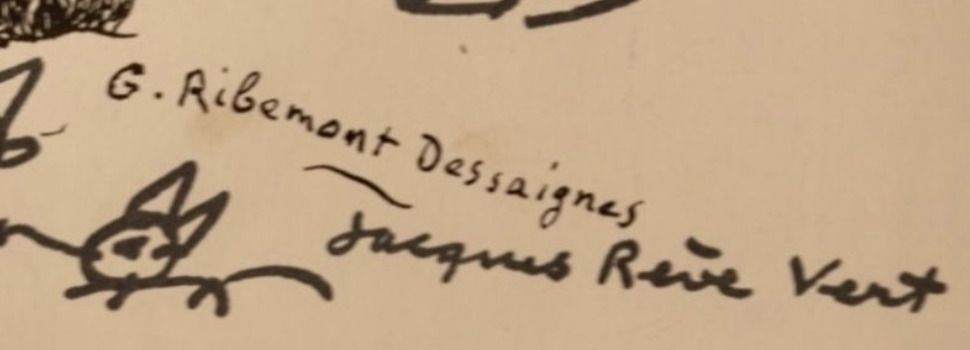 G. Ribemont Dessaignes
Jacques Rêve Vert